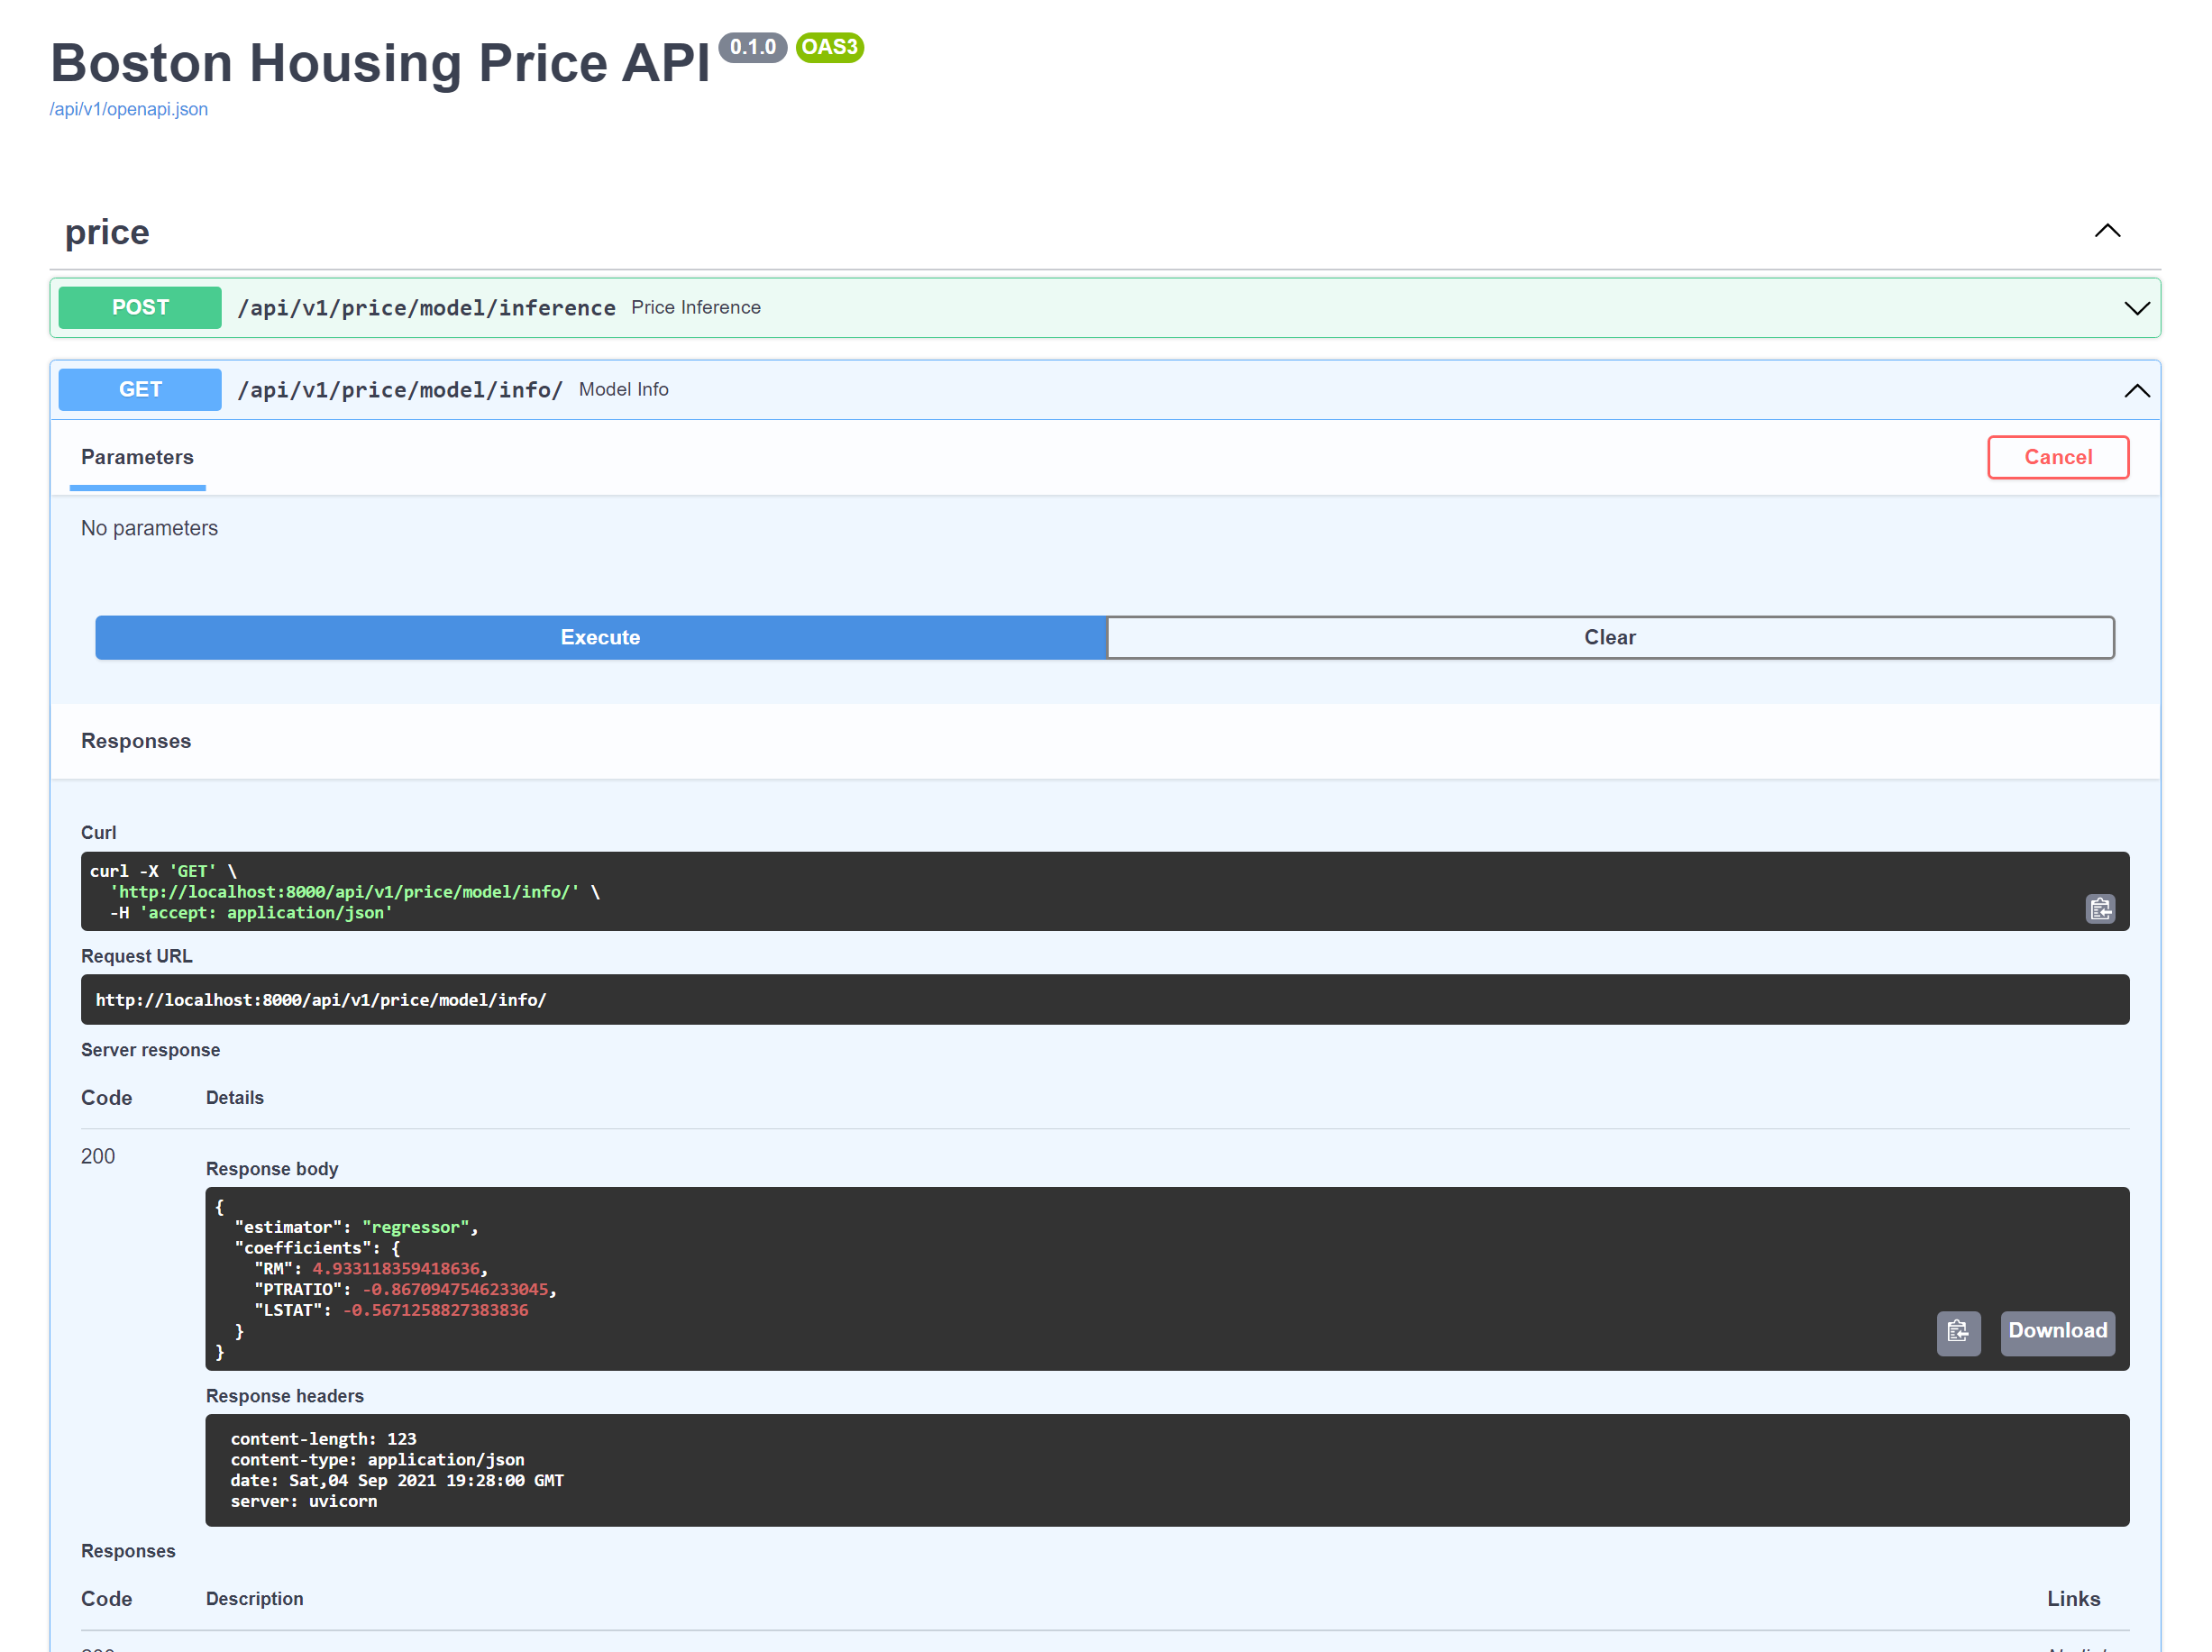 Boston Housing Price API 0.1.0 OAS3
/api/v1/openapi.json
price
POST /api/v1/price/model/inference Price Inference
GET /api/v1/price/model/info/ Model Info
Parameters Cancel
No parameters
Execute Clear
Responses
Curl
curl -X 'GET' \
  'http://localhost:8000/api/v1/price/model/info/' \
  -H 'accept: application/json'
Request URL
http://localhost:8000/api/v1/price/model/info/
Server response
Code Details
200
Response body
{
  "estimator": "regressor",
  "coefficients": {
    "RM": 4.933118359418636,
    "PTRATIO": -0.8670947546233045,
    "LSTAT": -0.5671258827383836
  }
}
Download
Response headers
content-length: 123
content-type: application/json
date: Sat,04 Sep 2021 19:28:00 GMT
server: uvicorn
Responses
Code Description Links